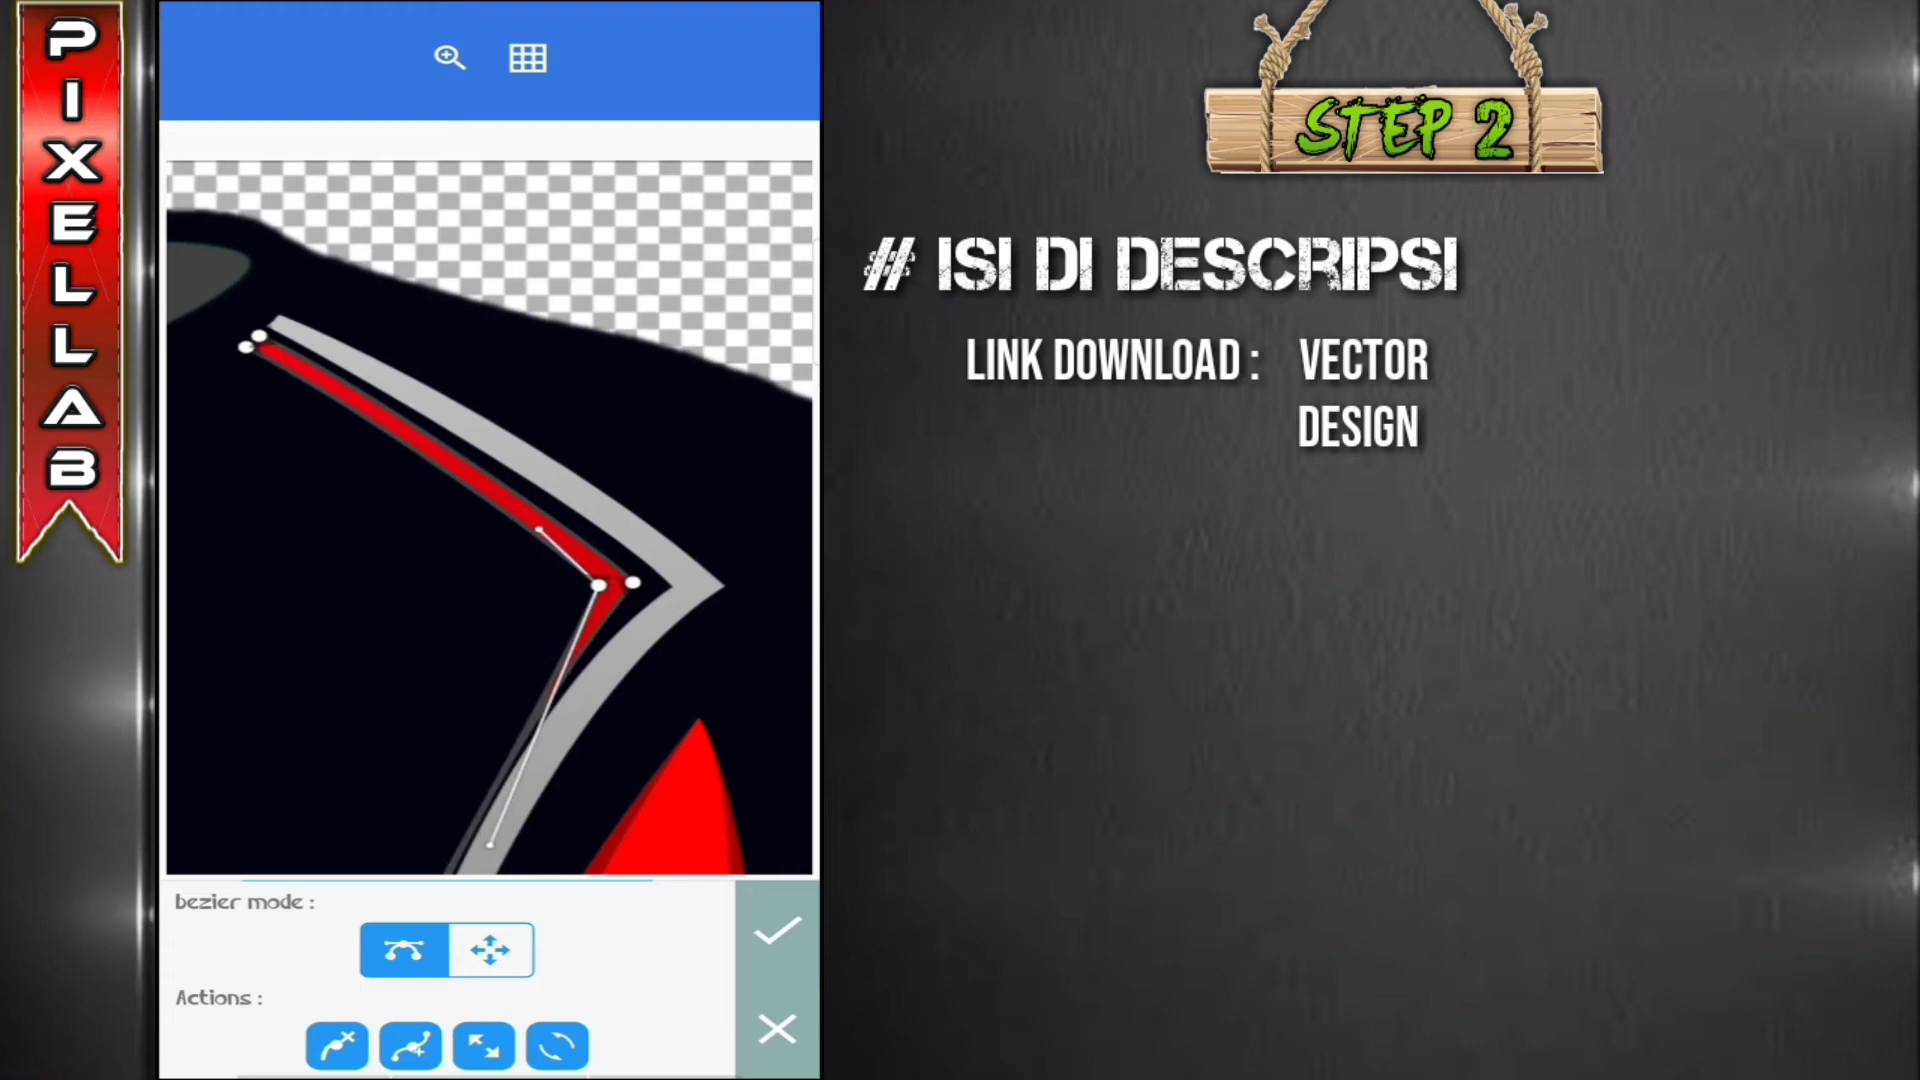 PIXELLAB
STEP 2
# ISI DI DESCRIPSI
LINK DOWNLOAD : VECTOR
DESIGN
bezier mode :
Actions :